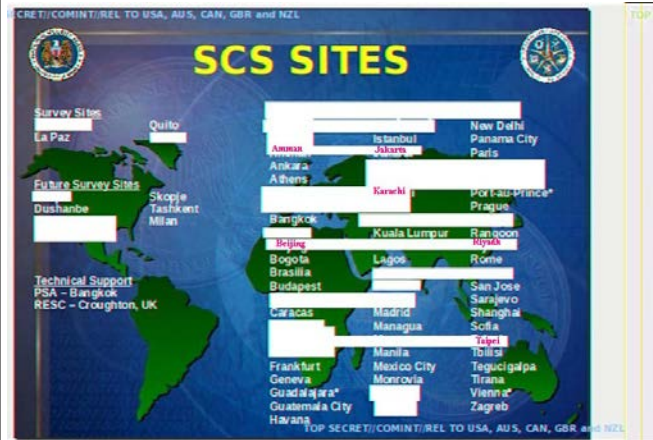 CRET//COMINT//REL TO USA, AUS, CAN, GBR and NZL
TOP
SCS SITES
Survey Sites
La Paz
Quito
Future Survey Sites
Dushanbe
Skopje
Tashkent
Milan
Technical Support
PSA – Bangkok
RESC – Croughton, UK
Amman
Ankara
Athens
Bangkok
Beijing
Bogota
Brasilia
Budapest
Caracas
Frankfurt
Geneva
Guadalajara*
Guatemala City
Havana
Istanbul
Jakarta
Karachi
Kuala Lumpur
Lagos
Madrid
Managua
Manila
Mexico City
Monrovia
New Delhi
Panama City
Paris
Port-au-Prince*
Prague
Rangoon
Riyadh
Rome
San Jose
Sarajevo
Shanghai
Sofia
Taipei
Tbilisi
Tegucigalpa
Tirana
Vienna*
Zagreb
TOP SECRET//COMINT//REL TO USA, AUS, CAN, GBR and NZL